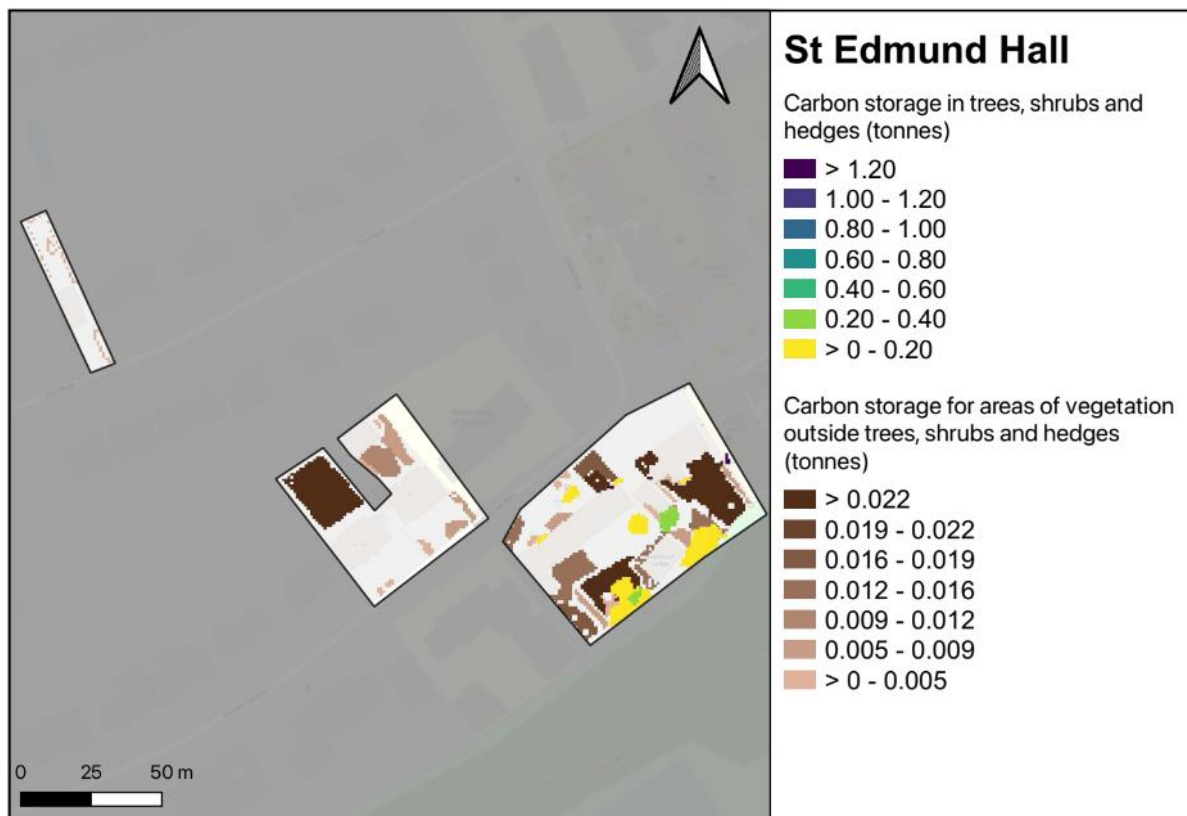 St Edmund Hall
Carbon storage in trees, shrubs and
hedges (tonnes)
> 1.20
1.00 - 1.20
0.80 - 1.00
0.60 - 0.80
0.40 - 0.60
0.20 - 0.40
> 0 - 0.20
Carbon storage for areas of vegetation
outside trees, shrubs and hedges
(tonnes)
> 0.022
0.019 - 0.022
0.016 - 0.019
0.012 - 0.016
0.009 - 0.012
0.005 - 0.009
> 0 - 0.005
0 25 50 m